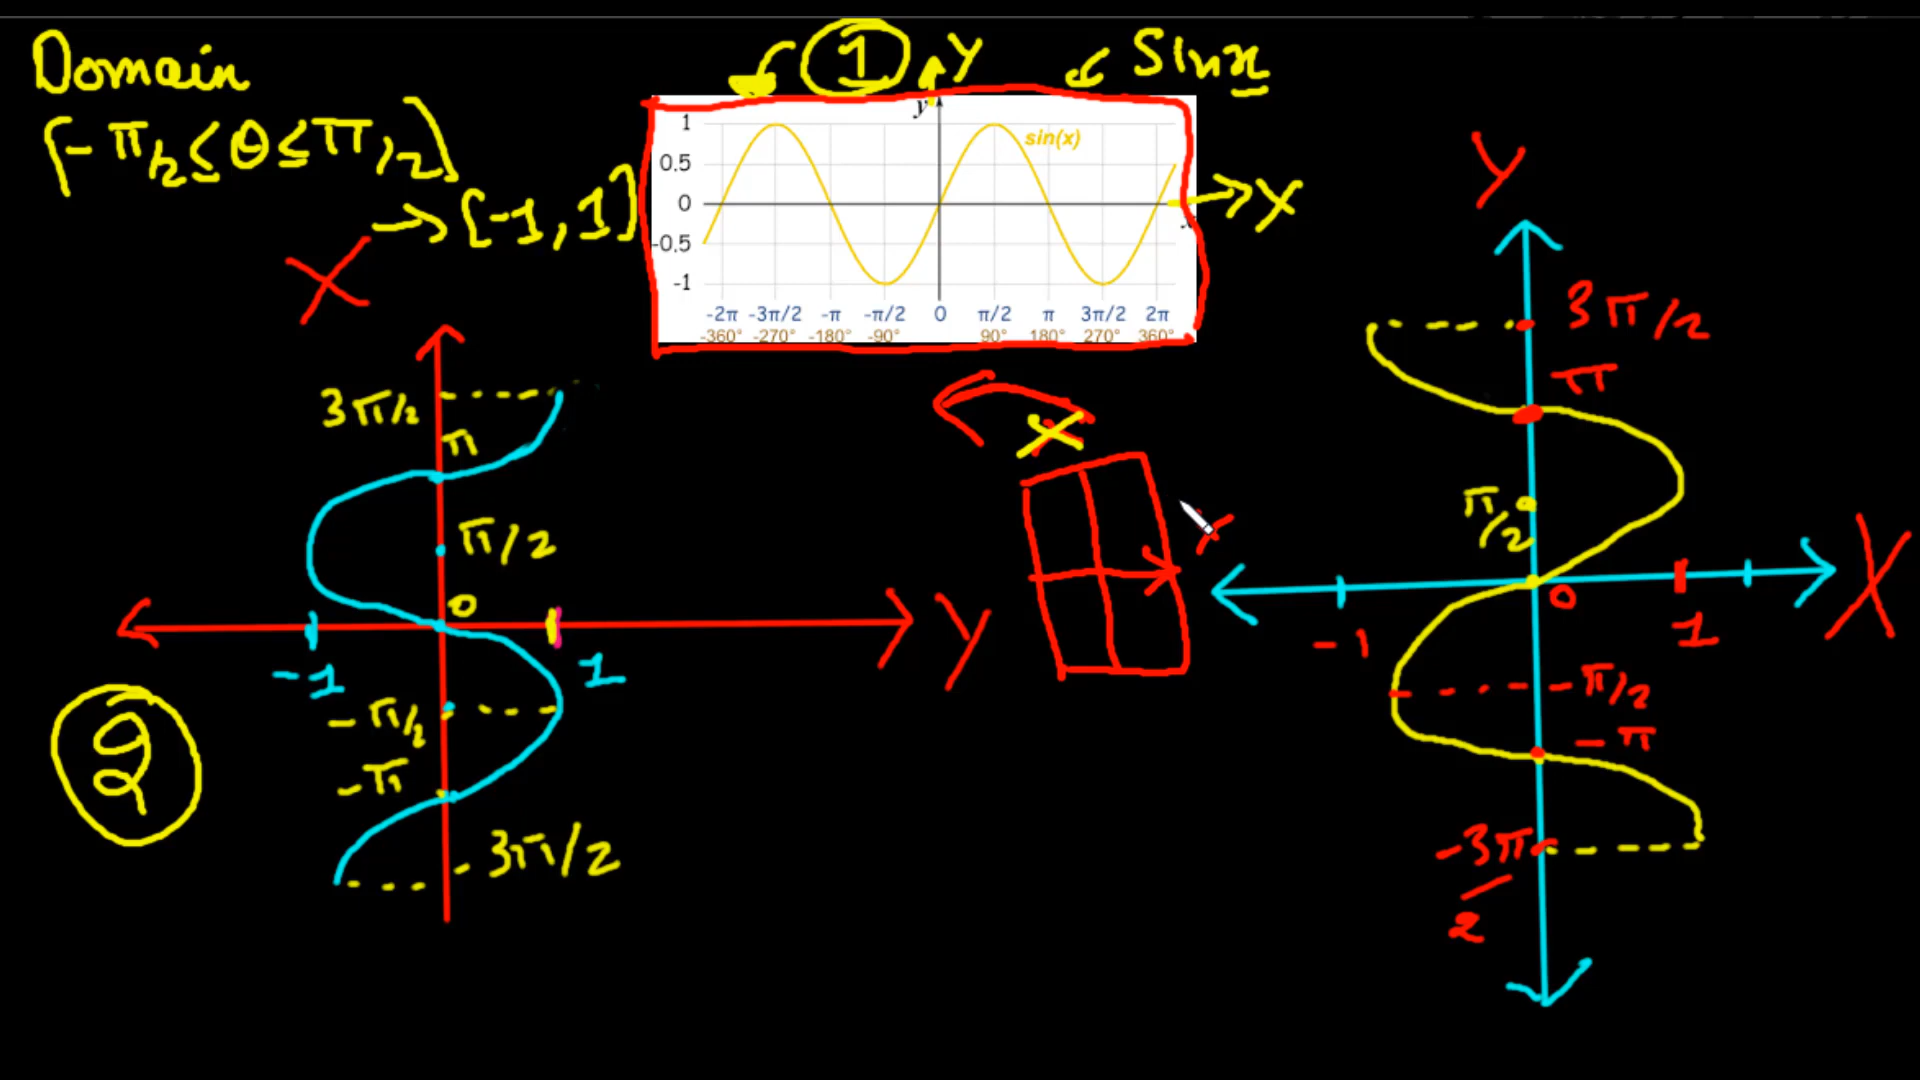 Domain
[-π/2≤θ≤π/2]
→[-1,1]
1
Y
Sinx
→X
y
sin(x)
1
0.5
0
-0.5
-1
x
-2π -3π/2 -π -π/2 0 π/2 π 3π/2 2π
-360° -270° -180° -90° 90° 180° 270° 360°
X
3π/2
π
π/2
0
-1
1
Y
-π/2
-π
-3π/2
2
X
Y
3π/2
π
π/2
0
-1
1
X
-π/2
-π
-3π
2